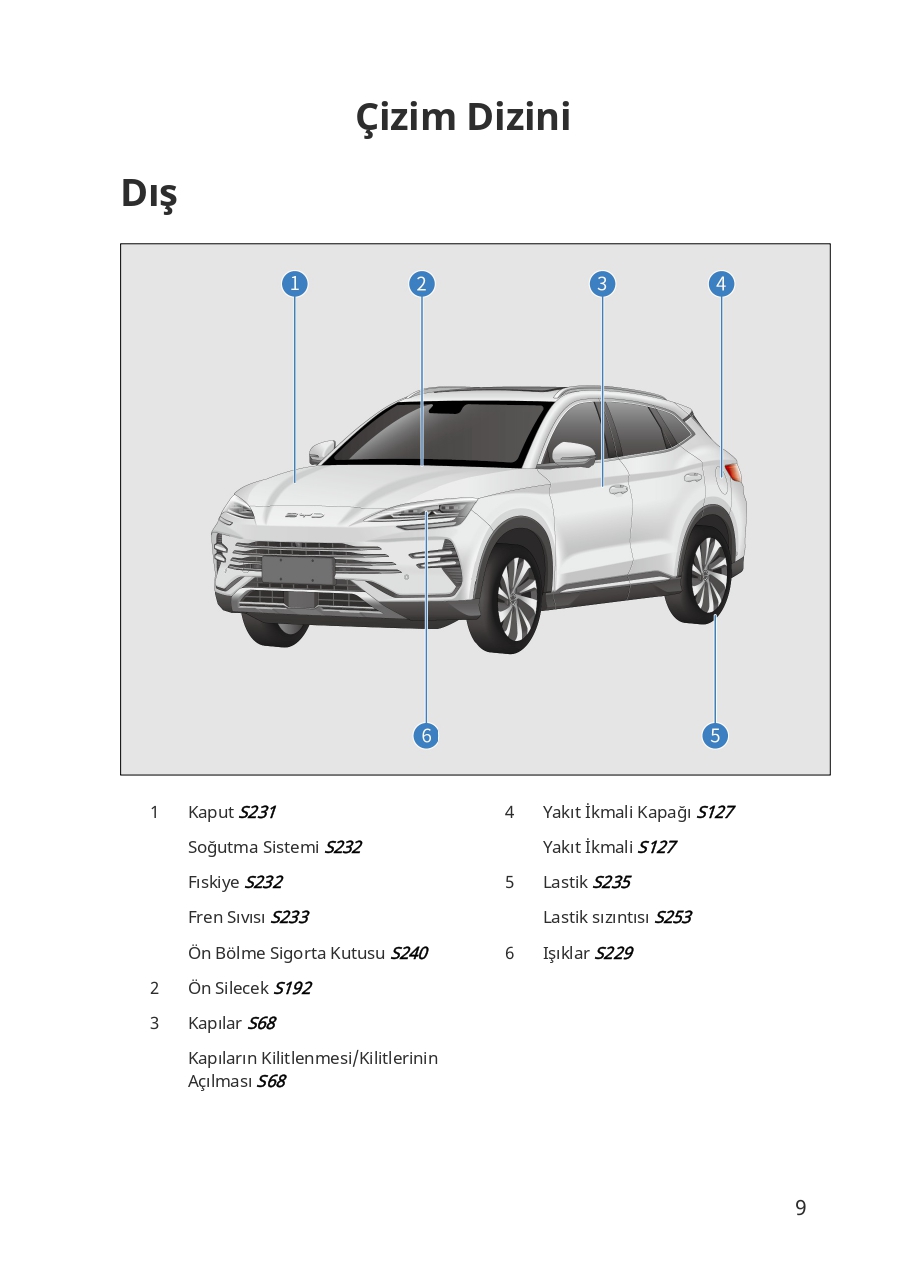 Çizim Dizini
Dış
1
2
3
4
BYD
6
5
1 Kaput S231
Soğutma Sistemi S232
Fıskiye S232
Fren Sıvısı S233
Ön Bölme Sigorta Kutusu S240
2 Ön Silecek S192
3 Kapılar S68
Kapıların Kilitlenmesi/Kilitlerinin
Açılması S68
4 Yakıt İkmali Kapağı S127
Yakıt İkmali S127
5 Lastik S235
Lastik sızıntısı S253
6 Işıklar S229
9